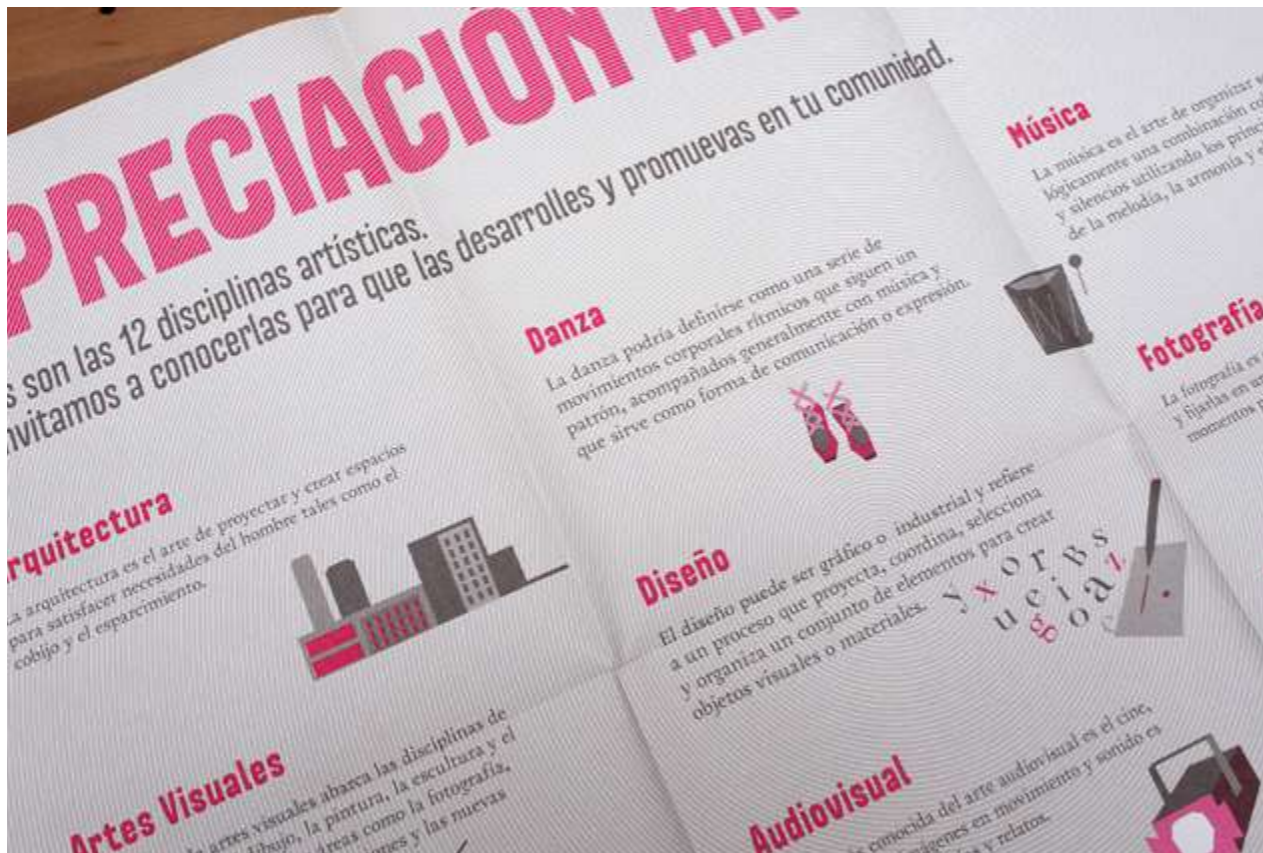 PRECIACIÓN
son las 12 disciplinas artísticas.
nvitamos a conocerlas para que las desarrolles y promuevas en tu comunidad.
rquitectura
a arquitectura es el arte de proyectar y crear espacios
para satisfacer necesidades del hombre tales como el
cobijo y el esparcimiento.
Artes Visuales
artes visuales abarca las disciplinas de
dibujo, la pintura, la escultura y el
áreas como la fotografía,
y las nuevas
Danza
La danza podría definirse como una serie de
movimientos corporales rítmicos que siguen un
patrón, acompañados generalmente con música y
que sirve como forma de comunicación o expresión.
Diseño
El diseño puede ser gráfico o industrial y refiere
a un proceso que proyecta, coordina, selecciona
y organiza un conjunto de elementos para crear
objetos visuales o materiales.
y x o r B s
u e i a z
g o c
Audiovisual
conocida del arte audiovisual es el cine,
imágenes en movimiento y sonido es
y relatos.
Música
La música es el arte de organizar
lógicamente una combinación
y silencios utilizando los
de la melodía, la armonía y
Fotografía
La fotografía es
y fijarlas en
momentos